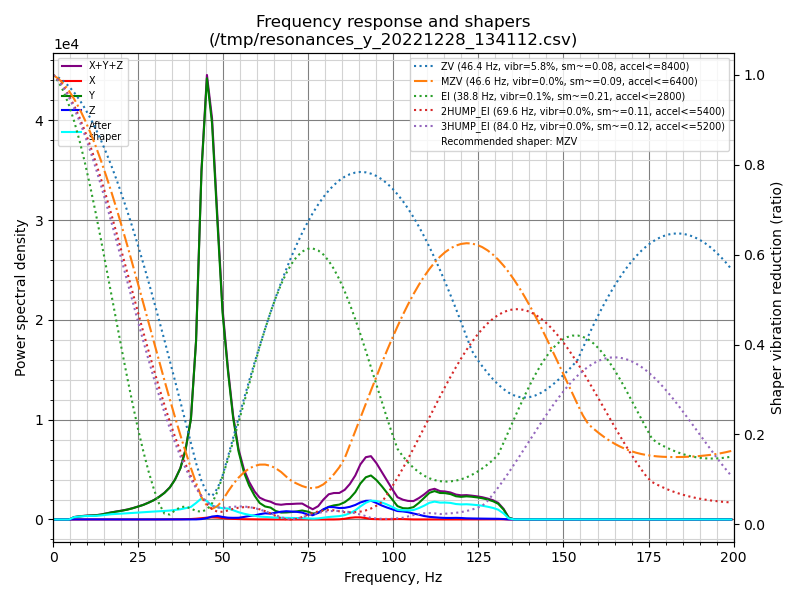 Frequency response and shapers
(/tmp/resonances_y_20221228_134112.csv)
1e4
X+Y+Z
X
Y
Z
After
shaper
ZV (46.4 Hz, vibr=5.8%, sm~=0.08, accel<=8400)
MZV (46.6 Hz, vibr=0.0%, sm~=0.09, accel<=6400)
EI (38.8 Hz, vibr=0.1%, sm~=0.21, accel<=2800)
2HUMP_EI (69.6 Hz, vibr=0.0%, sm~=0.11, accel<=5400)
3HUMP_EI (84.0 Hz, vibr=0.0%, sm~=0.12, accel<=5200)
Recommended shaper: MZV
4
3
2
1
0
Power spectral density
1.0
0.8
0.6
0.4
0.2
0.0
Shaper vibration reduction (ratio)
0 25 50 75 100 125 150 175 200
Frequency, Hz